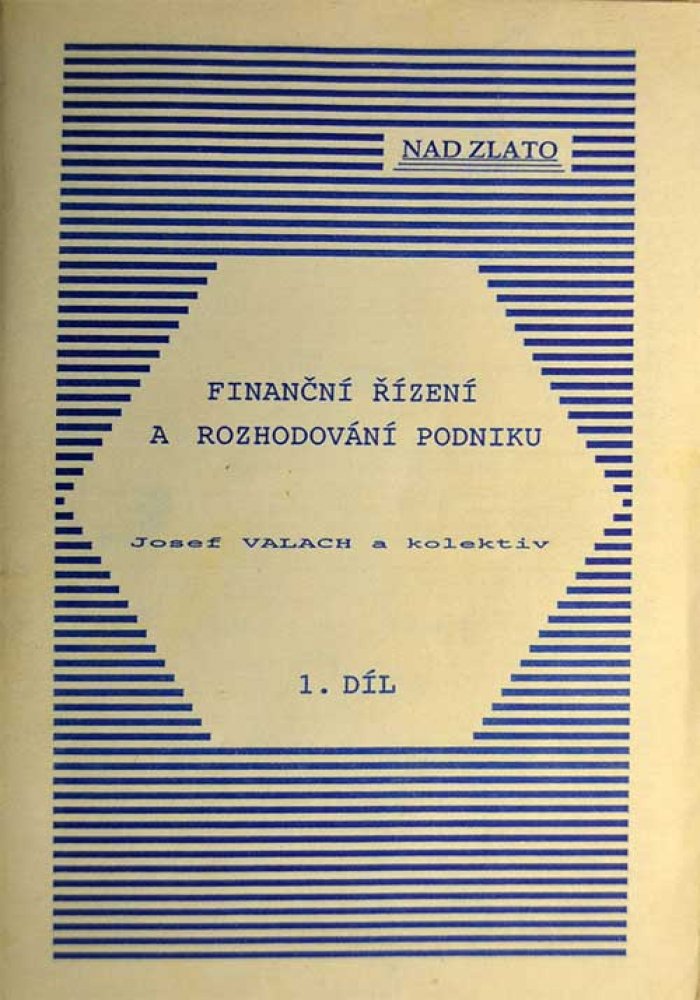 NAD ZLATO
FINANČNÍ ŘÍZENÍ
A ROZHODOVÁNÍ PODNIKU
Josef VALACH a kolektiv
1. DÍL